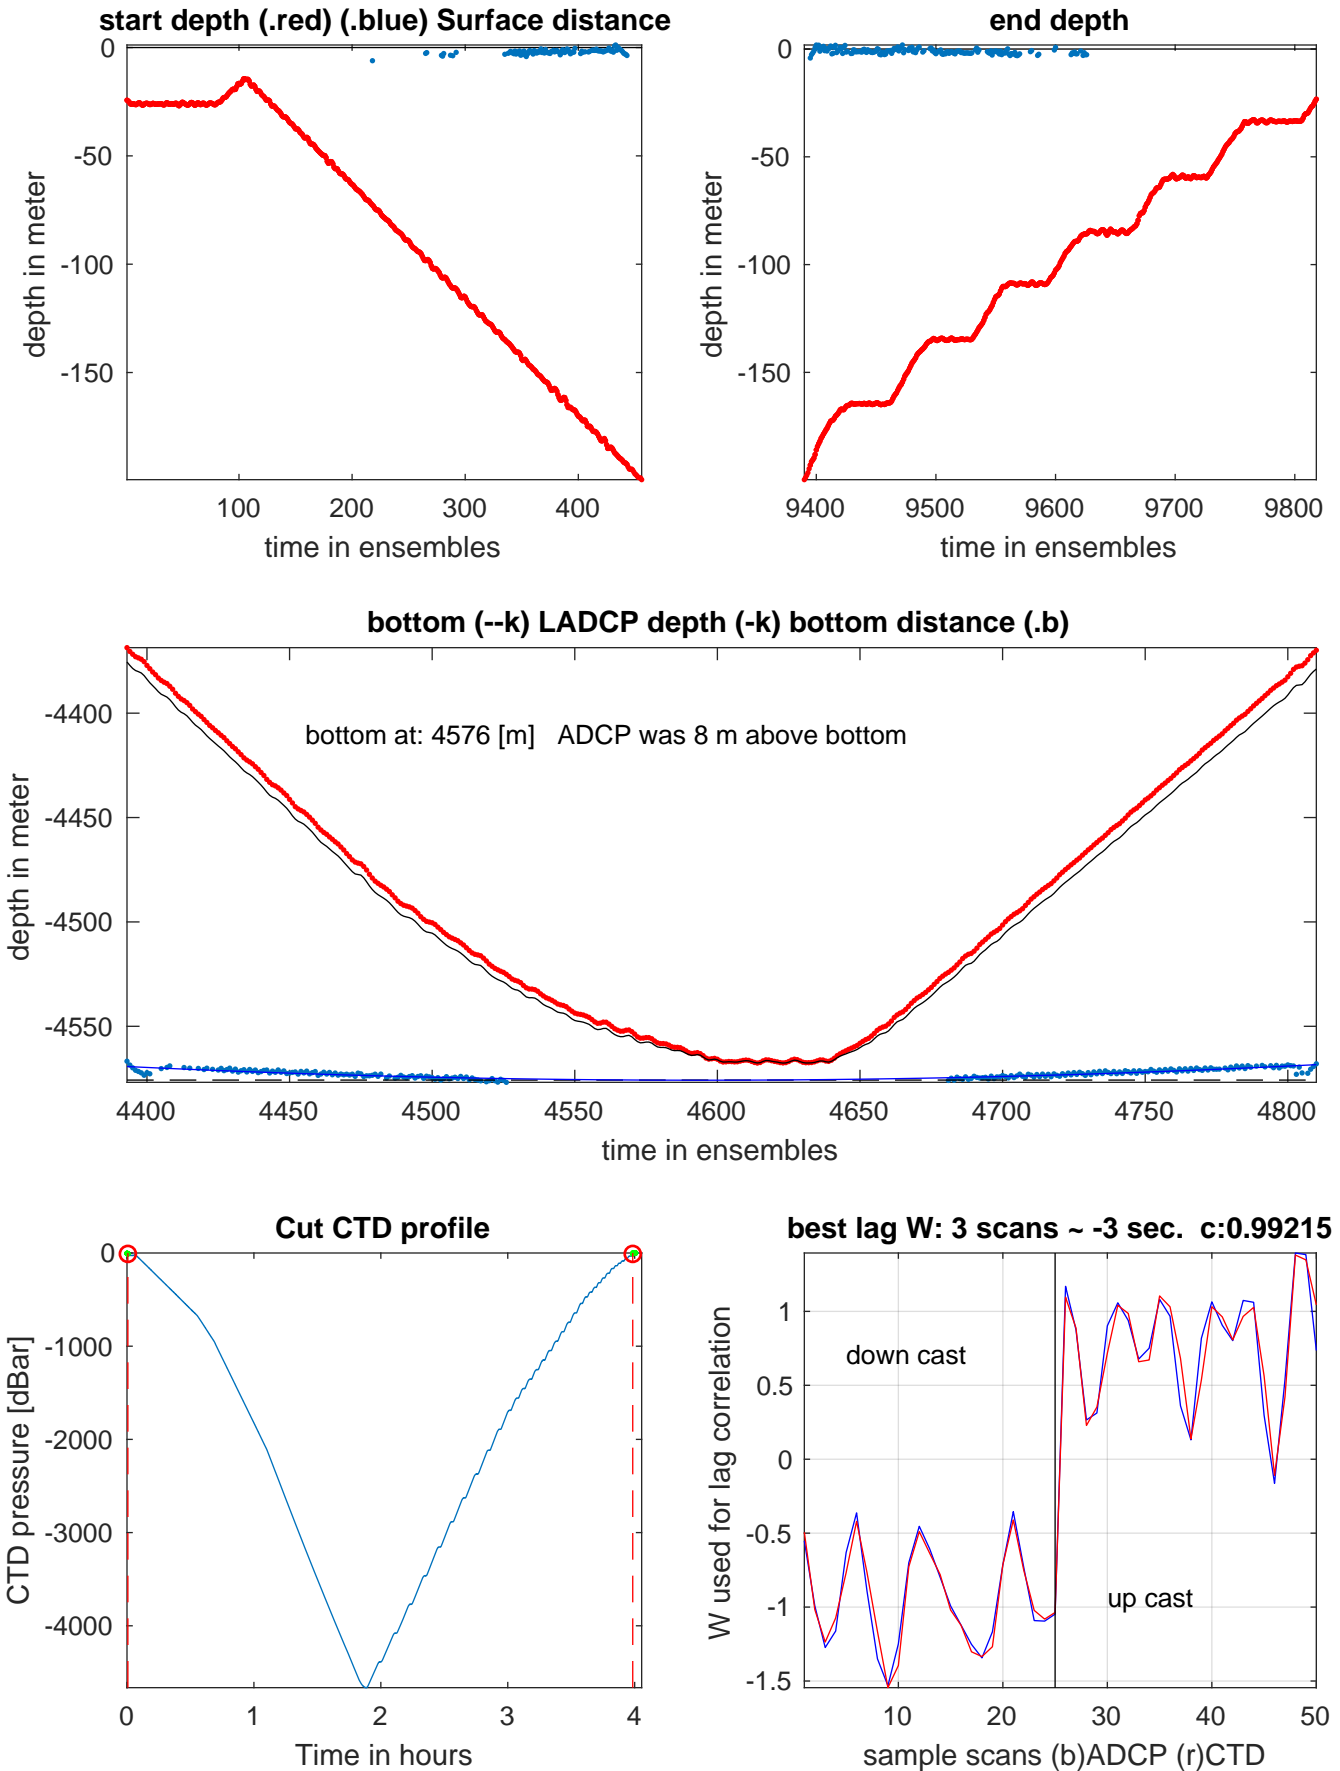 start depth (.red) (.blue) Surface distance
0
-50
-100
-150
depth in meter
100 200 300 400
time in ensembles
end depth
0
-50
-100
-150
depth in meter
9400 9500 9600 9700 9800
time in ensembles
bottom (--k) LADCP depth (-k) bottom distance (.b)
bottom at: 4576 [m] ADCP was 8 m above bottom
-4400
-4450
-4500
-4550
depth in meter
4400 4450 4500 4550 4600 4650 4700 4750 4800
time in ensembles
Cut CTD profile
0
-1000
-2000
-3000
-4000
CTD pressure [dBar]
0 1 2 3 4
Time in hours
best lag W: 3 scans ~ -3 sec. c:0.99215
1
0.5
0
-0.5
-1
-1.5
W used for lag correlation
down cast
up cast
10 20 30 40 50
sample scans (b)ADCP (r)CTD